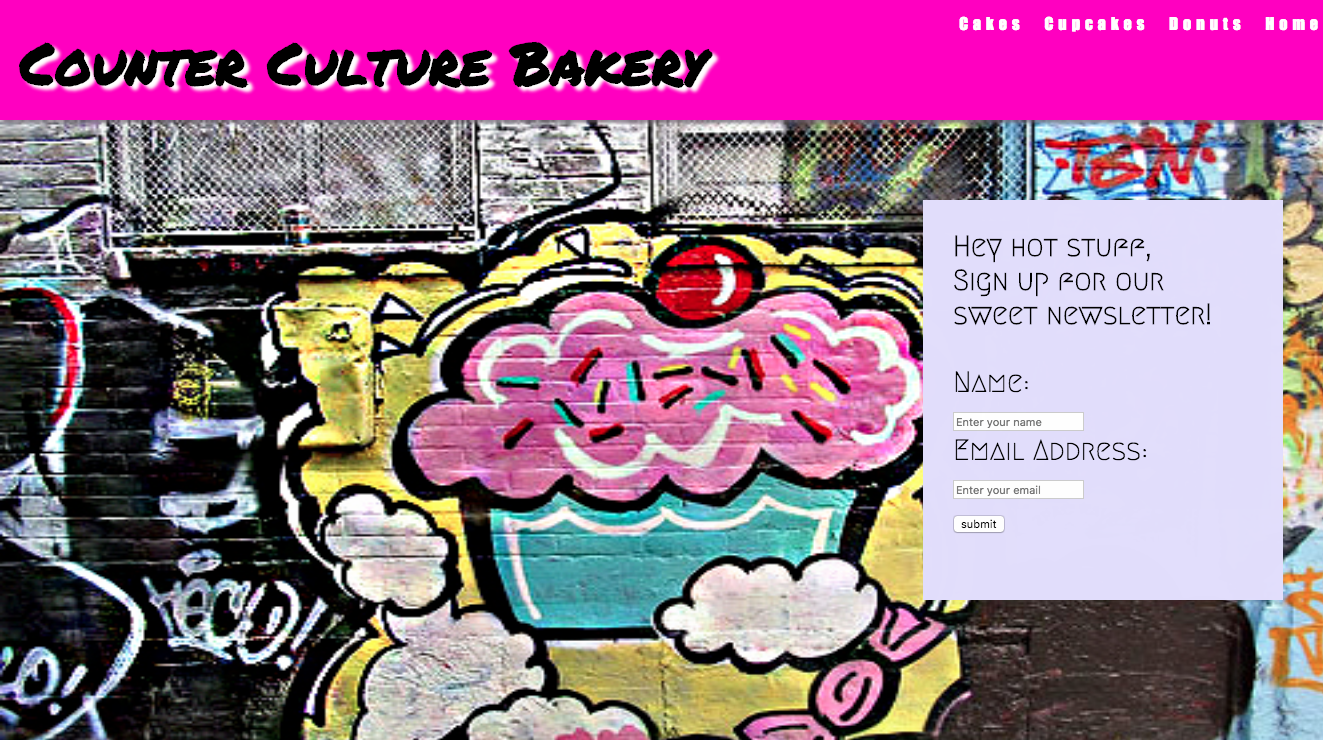 Cakes Cupcakes Donuts Home
Counter Culture Bakery
TBN
Hey hot stuff,
Sign up for our
sweet newsletter!
Name:
Enter your name
Email Address:
Enter your email
submit